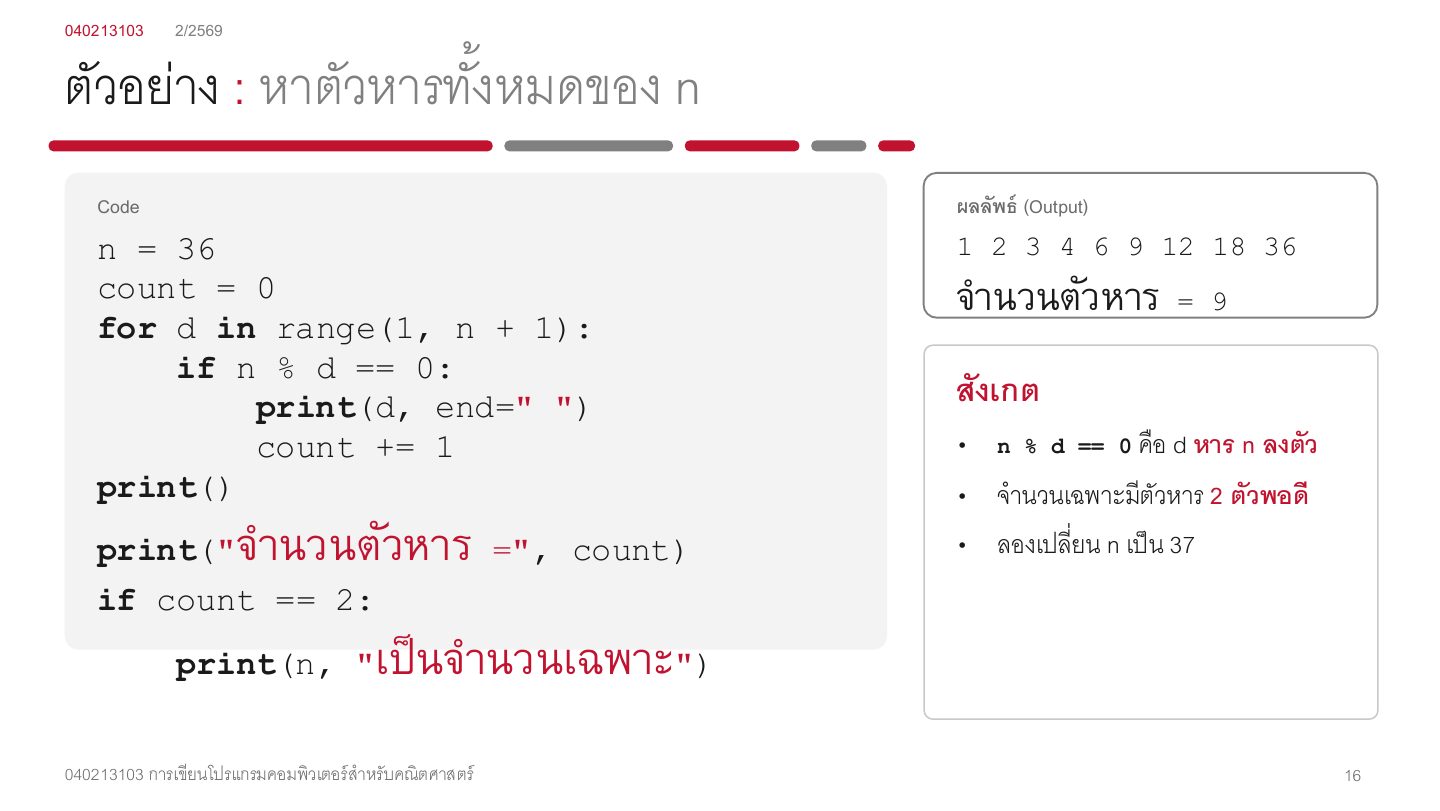 040213103 2/2569
ตัวอย่าง : หาตัวหารทั้งหมดของ n
Code
n = 36
count = 0
for d in range(1, n + 1):
    if n % d == 0:
        print(d, end=" ")
        count += 1
print()
print("จำนวนตัวหาร =", count)
if count == 2:
    print(n, "เป็นจำนวนเฉพาะ")
ผลลัพธ์ (Output)
1 2 3 4 6 9 12 18 36
จำนวนตัวหาร = 9
สังเกต
• n % d == 0 คือ d หาร n ลงตัว
• จำนวนเฉพาะมีตัวหาร 2 ตัวพอดี
• ลองเปลี่ยน n เป็น 37
040213103 การเขียนโปรแกรมคอมพิวเตอร์สำหรับคณิตศาสตร์ 16